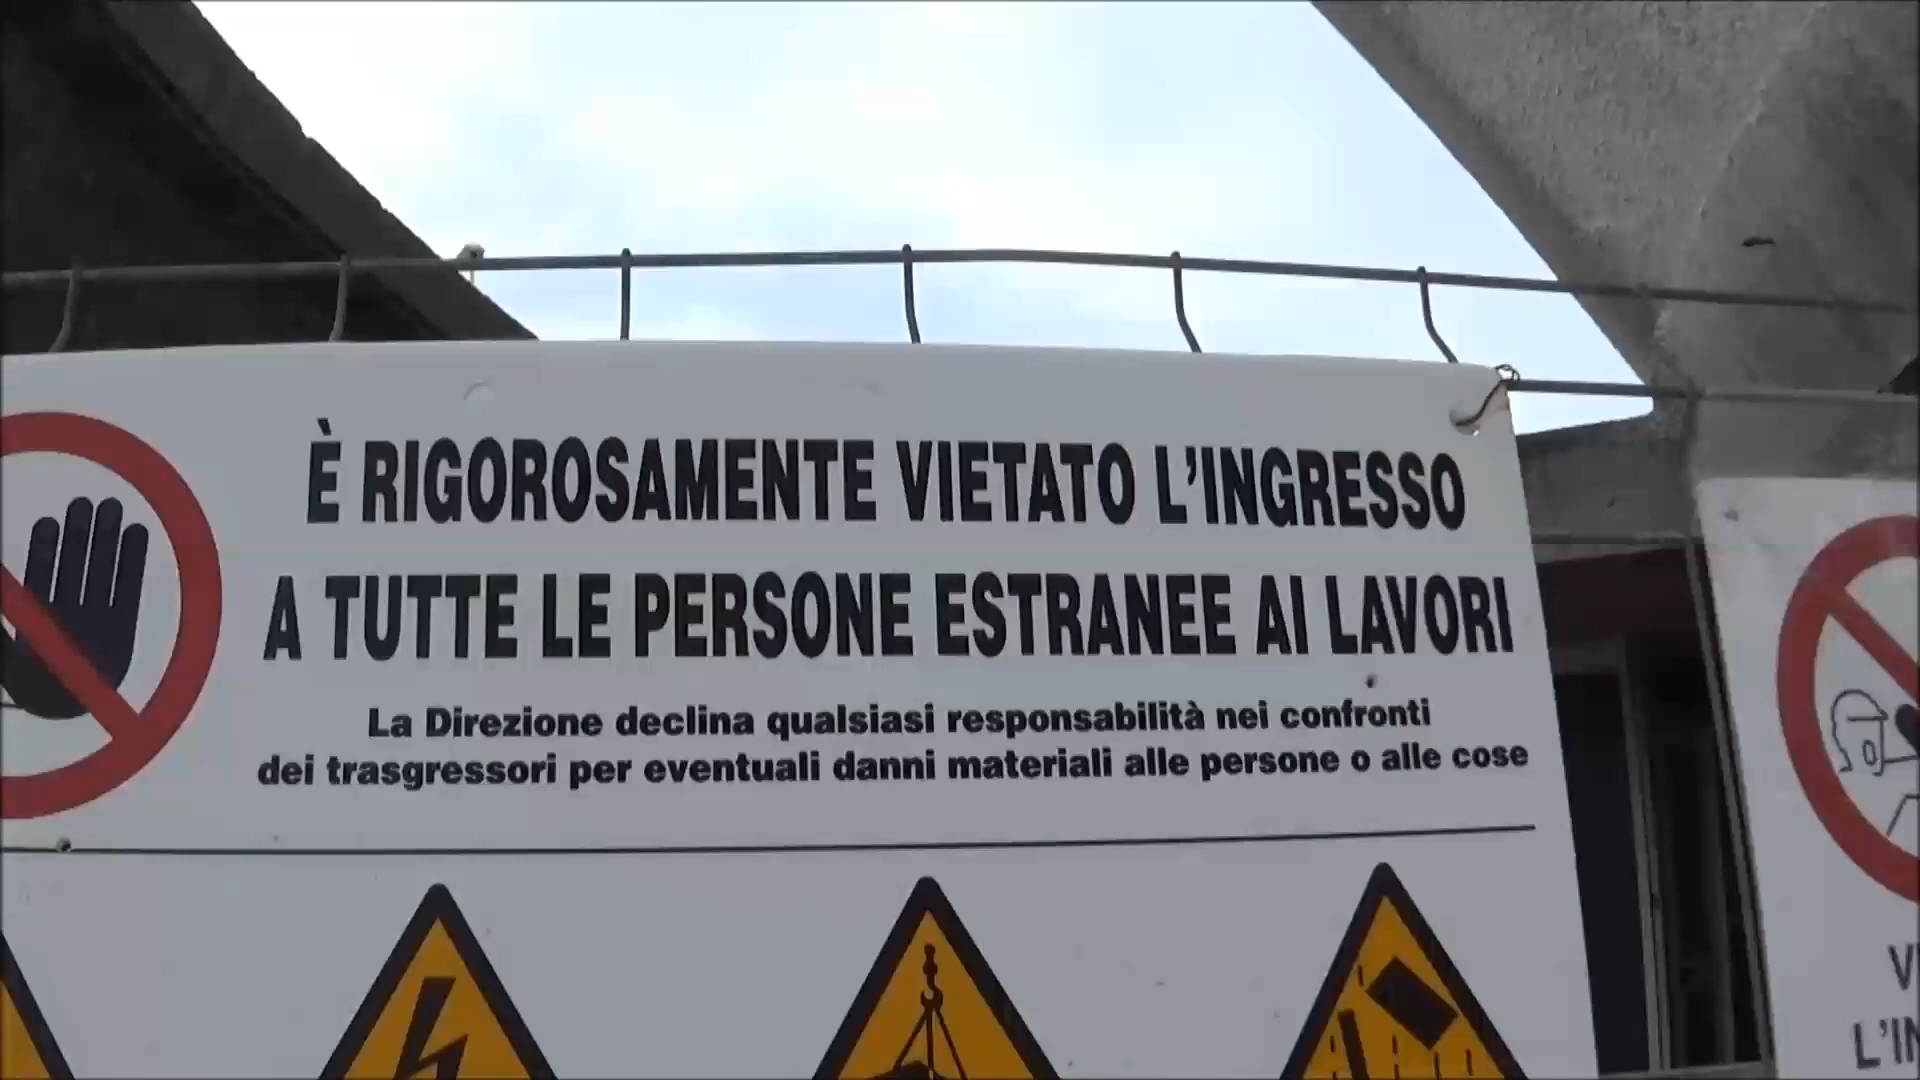 È RIGOROSAMENTE VIETATO L'INGRESSO
A TUTTE LE PERSONE ESTRANEE AI LAVORI
La Direzione declina qualsiasi responsabilità nei confronti
dei trasgressori per eventuali danni materiali alle persone o alle cose